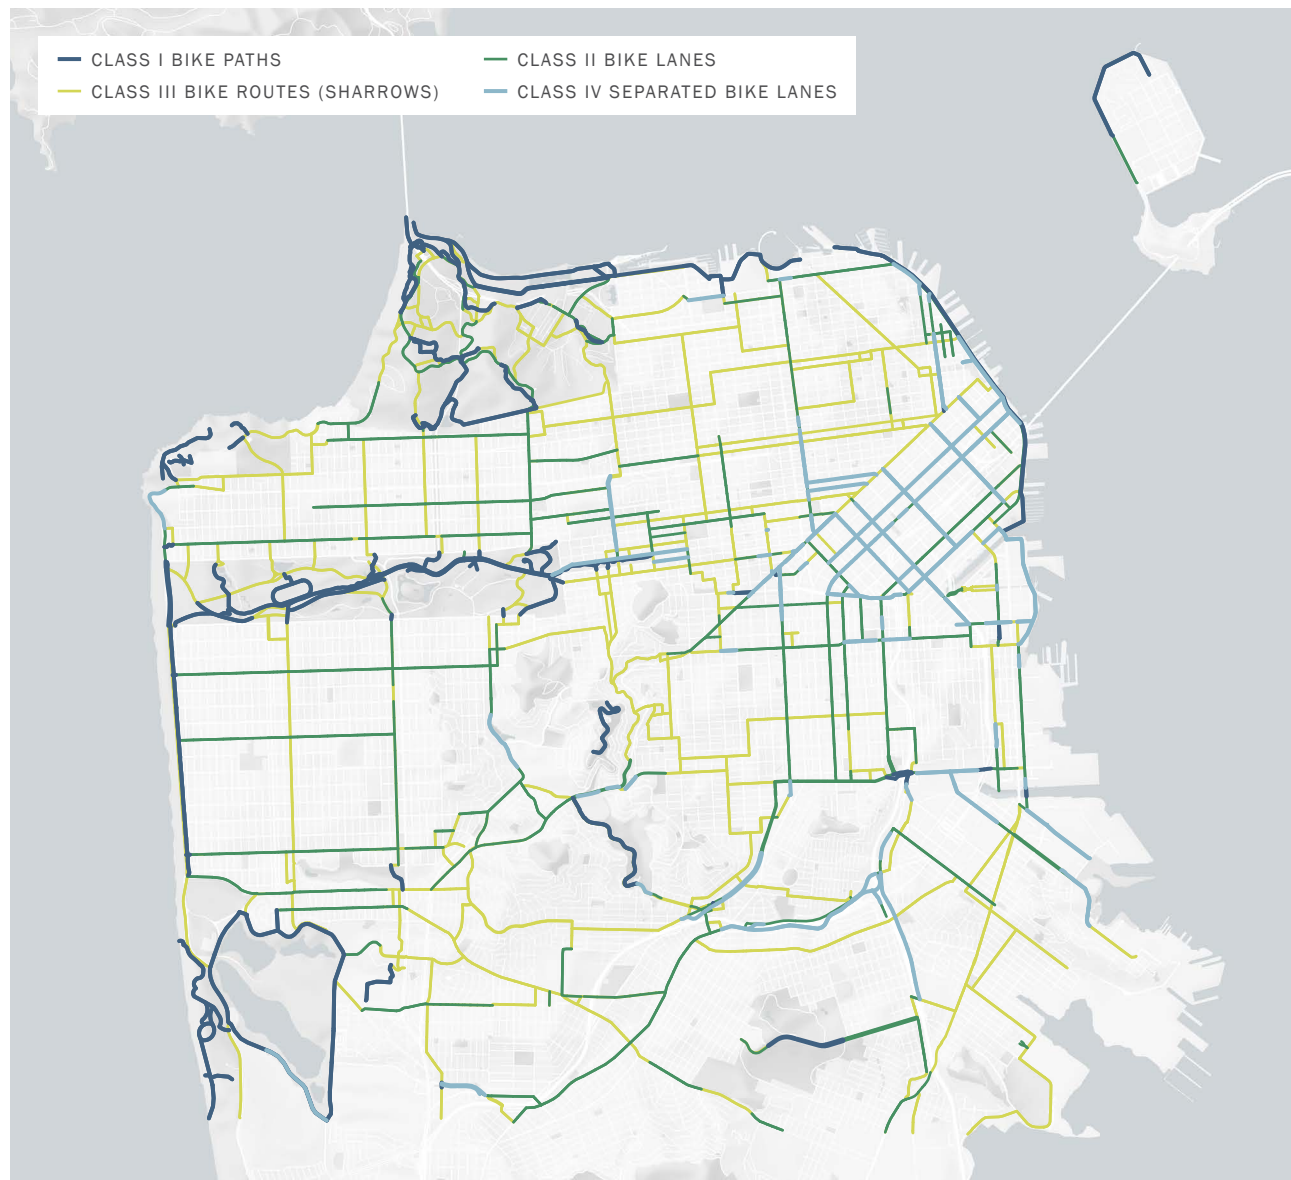 CLASS I BIKE PATHS
CLASS II BIKE LANES
CLASS III BIKE ROUTES (SHARROWS)
CLASS IV SEPARATED BIKE LANES